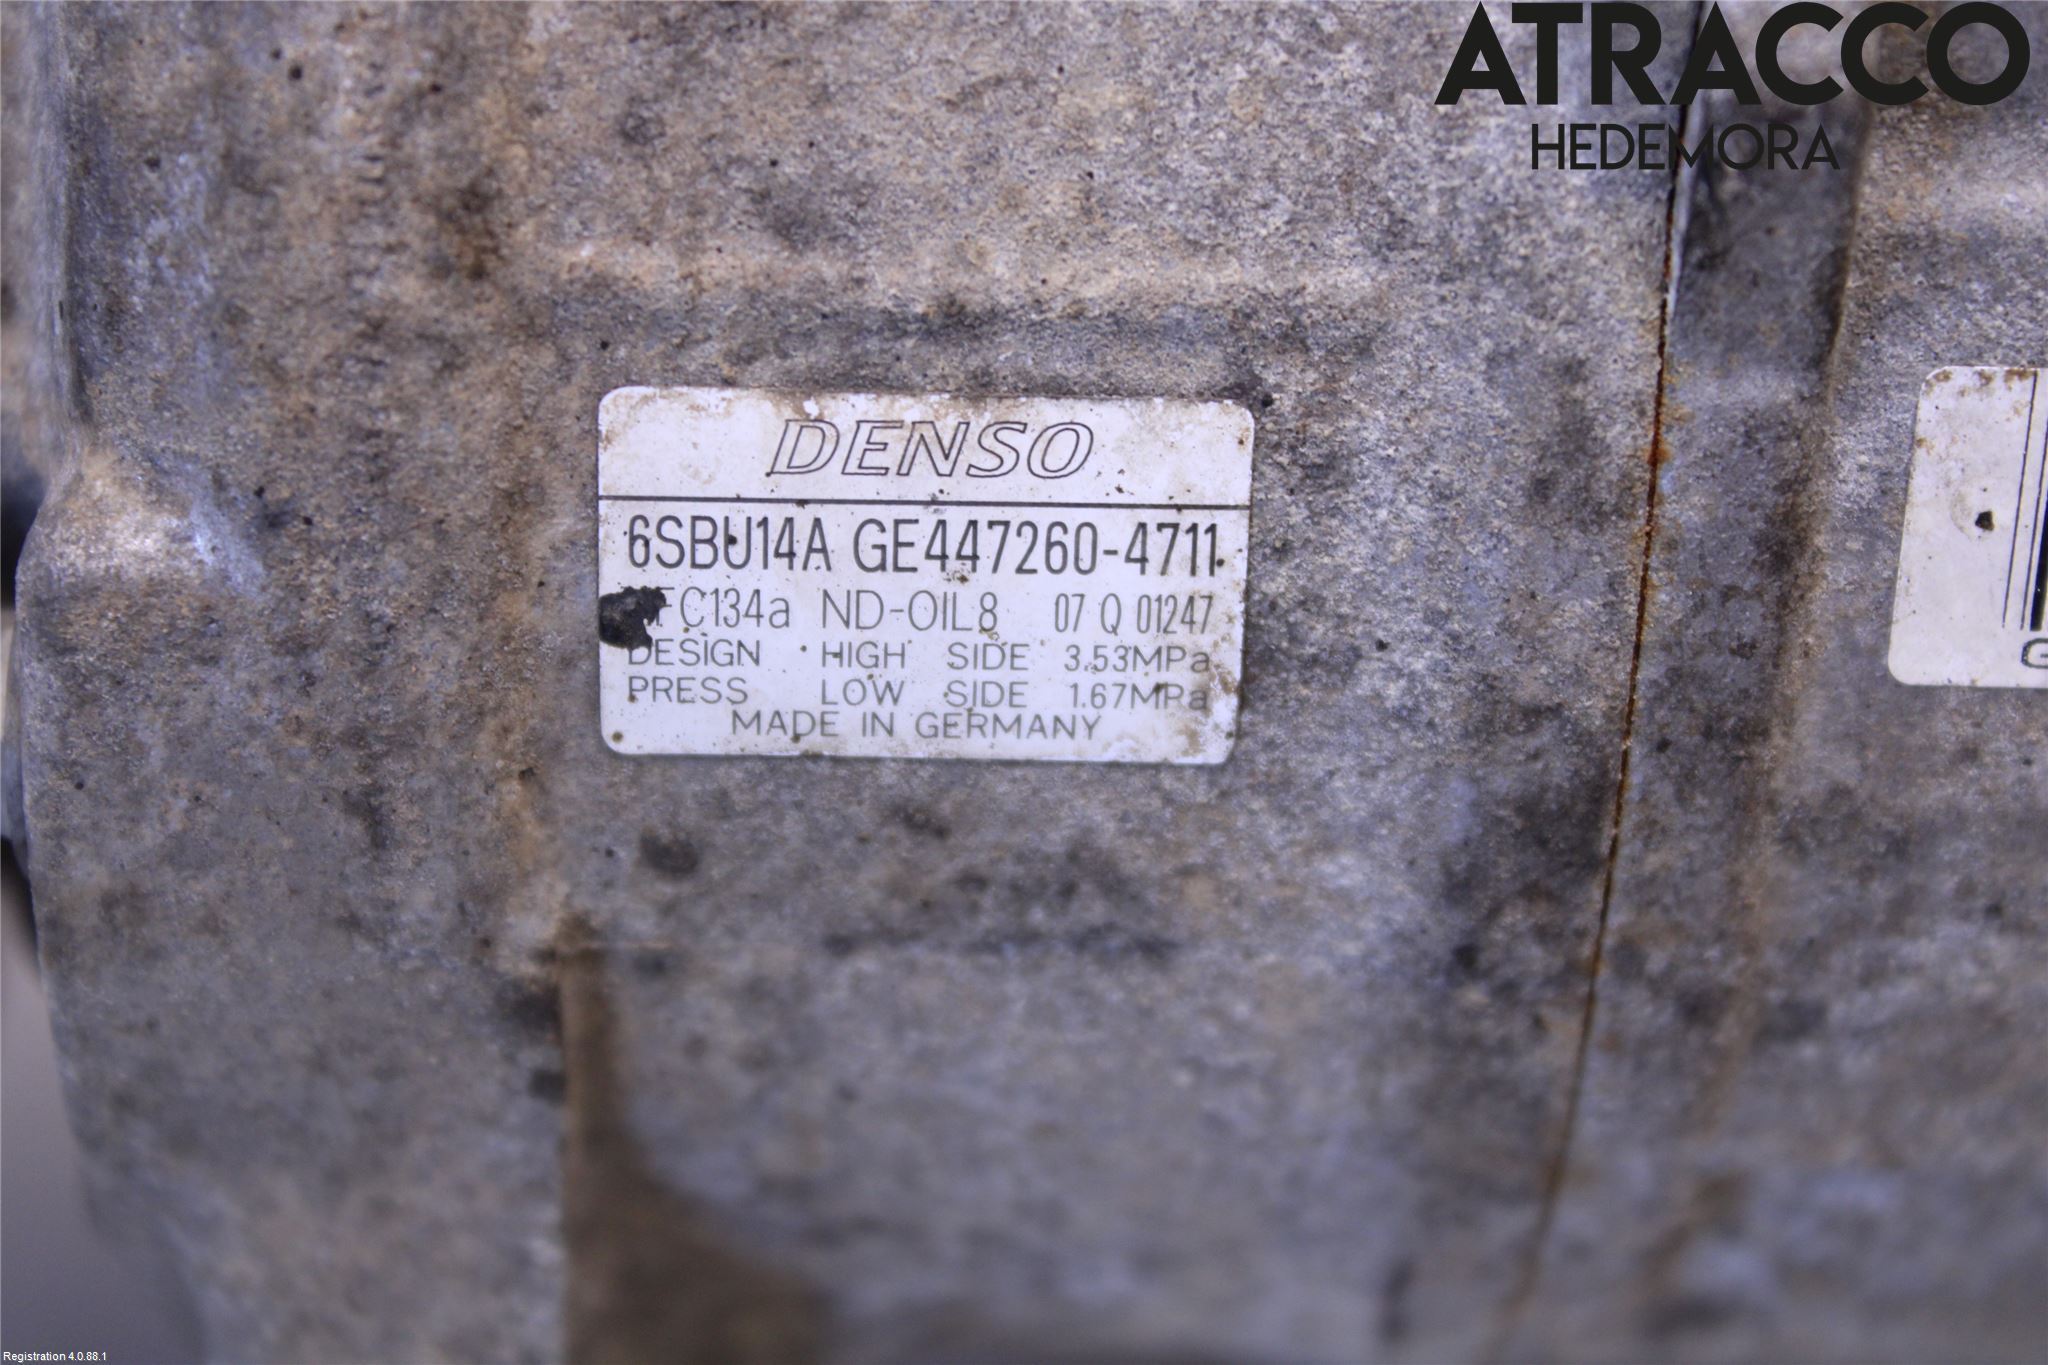 ATRACCO
HEDEMORA
DENSO
6SBU14A GE447260-4711
FC134a ND-OIL8 07 Q 01247
DESIGN HIGH SIDE 3.53MPa
PRESS LOW SIDE 1.67MPa
MADE IN GERMANY
Registration 4.0.88.1